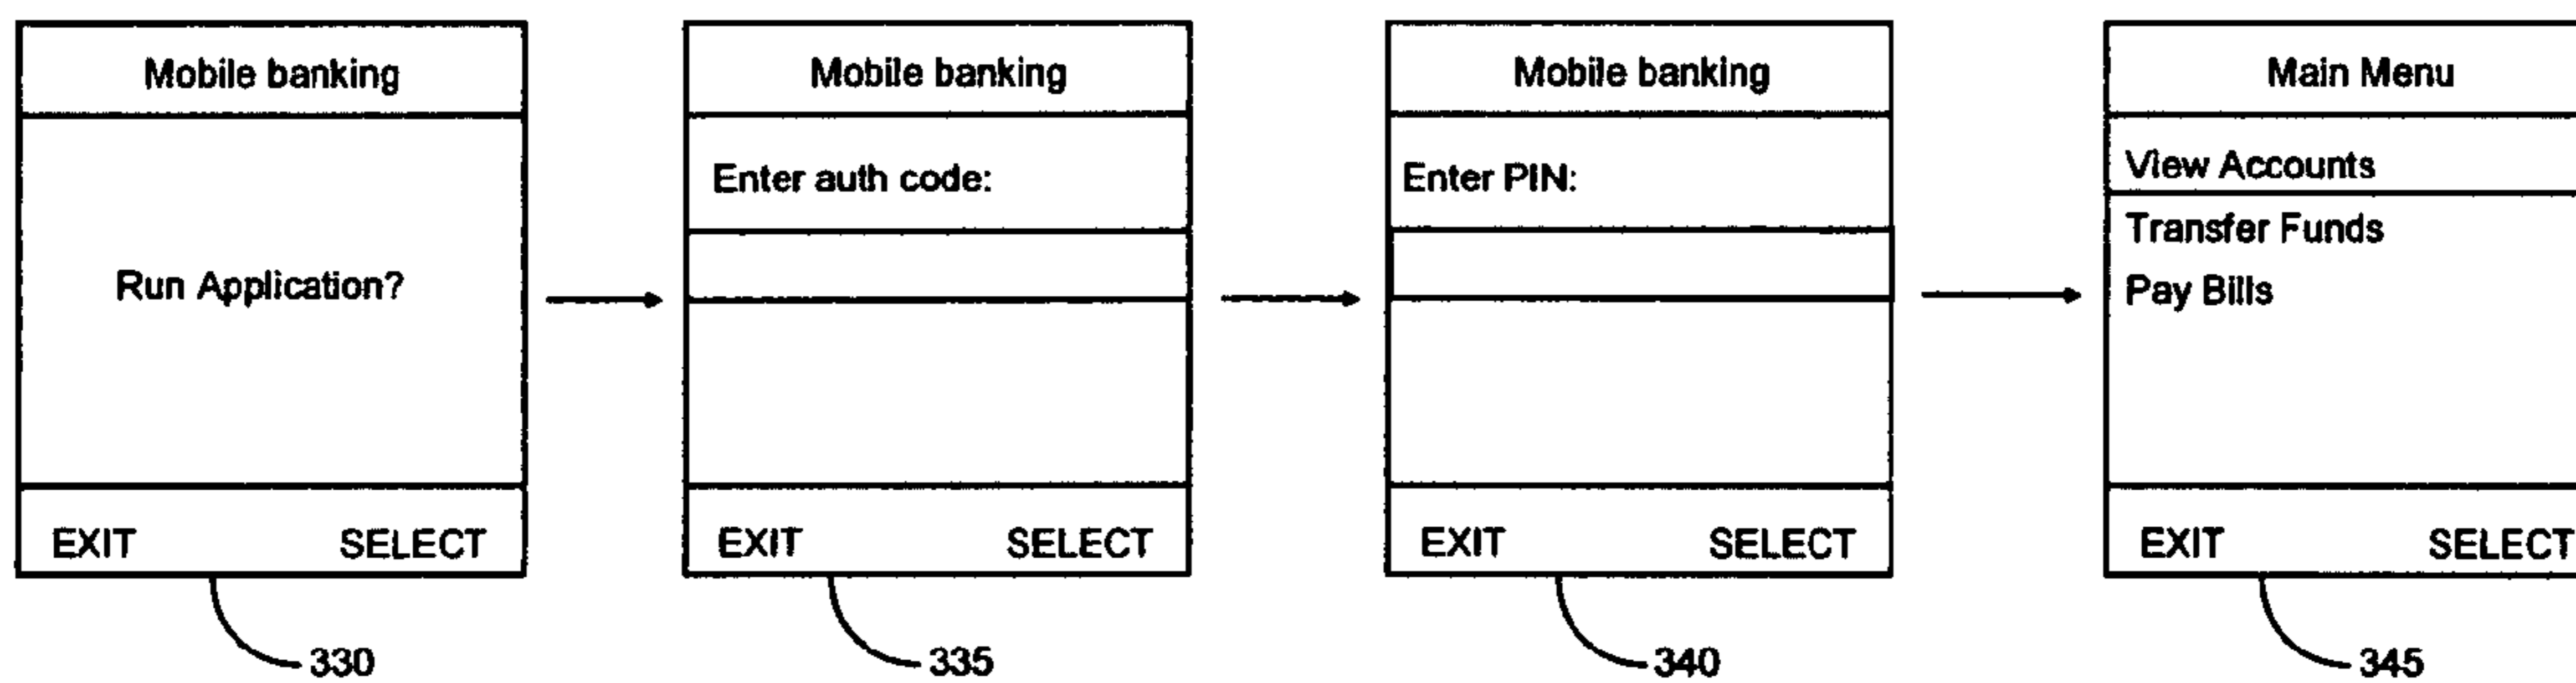 Mobile banking
Run Application?
EXIT SELECT
330
Mobile banking
Enter auth code:
EXIT SELECT
335
Mobile banking
Enter PIN:
EXIT SELECT
340
Main Menu
View Accounts
Transfer Funds
Pay Bills
EXIT SELECT
345